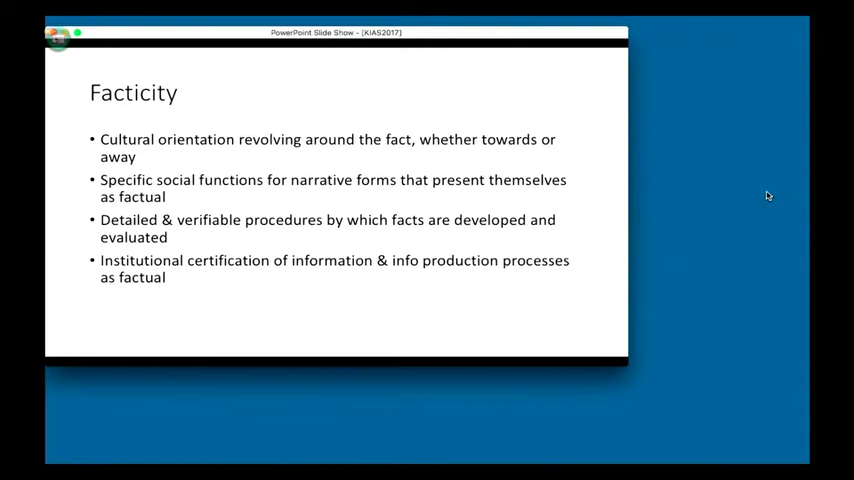 PowerPoint Slide Show - [KIAS2017]
Facticity
• Cultural orientation revolving around the fact, whether towards or
away
• Specific social functions for narrative forms that present themselves
as factual
• Detailed & verifiable procedures by which facts are developed and
evaluated
• Institutional certification of information & info production processes
as factual